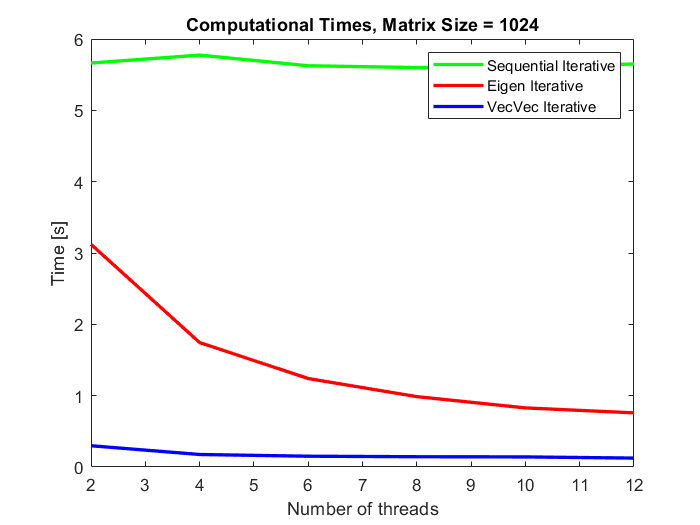 Computational Times, Matrix Size = 1024
Sequential Iterative
Eigen Iterative
VecVec Iterative
Time [s]
6
5
4
3
2
1
0
2 3 4 5 6 7 8 9 10 11 12
Number of threads